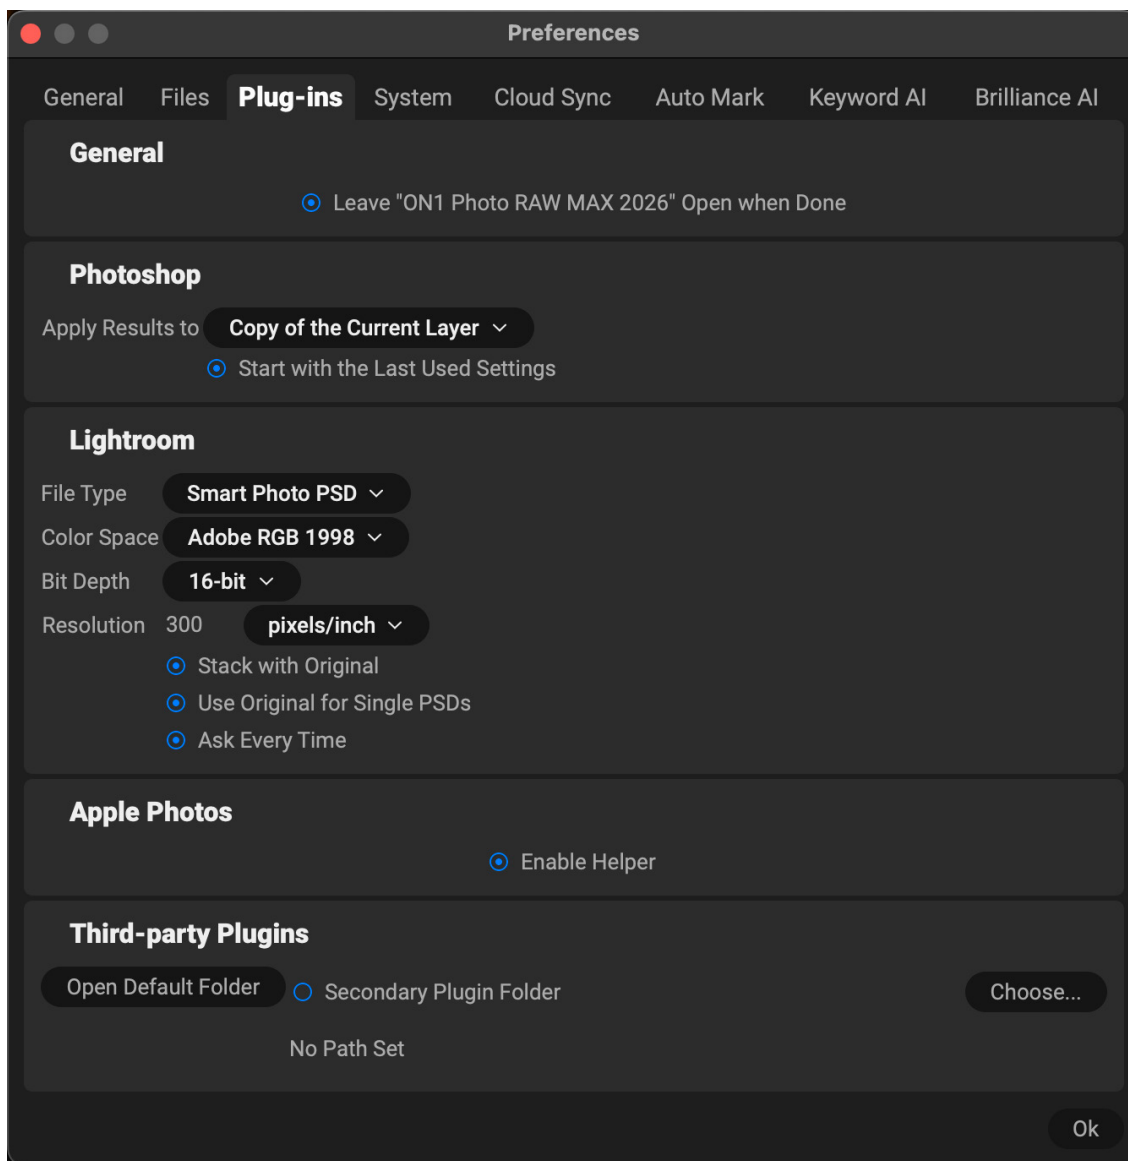 Preferences
General Files Plug-ins System Cloud Sync Auto Mark Keyword AI Brilliance AI
General
Leave "ON1 Photo RAW MAX 2026" Open when Done
Photoshop
Apply Results to Copy of the Current Layer
Start with the Last Used Settings
Lightroom
File Type Smart Photo PSD
Color Space Adobe RGB 1998
Bit Depth 16-bit
Resolution 300 pixels/inch
Stack with Original
Use Original for Single PSDs
Ask Every Time
Apple Photos
Enable Helper
Third-party Plugins
Open Default Folder Secondary Plugin Folder Choose...
No Path Set
Ok